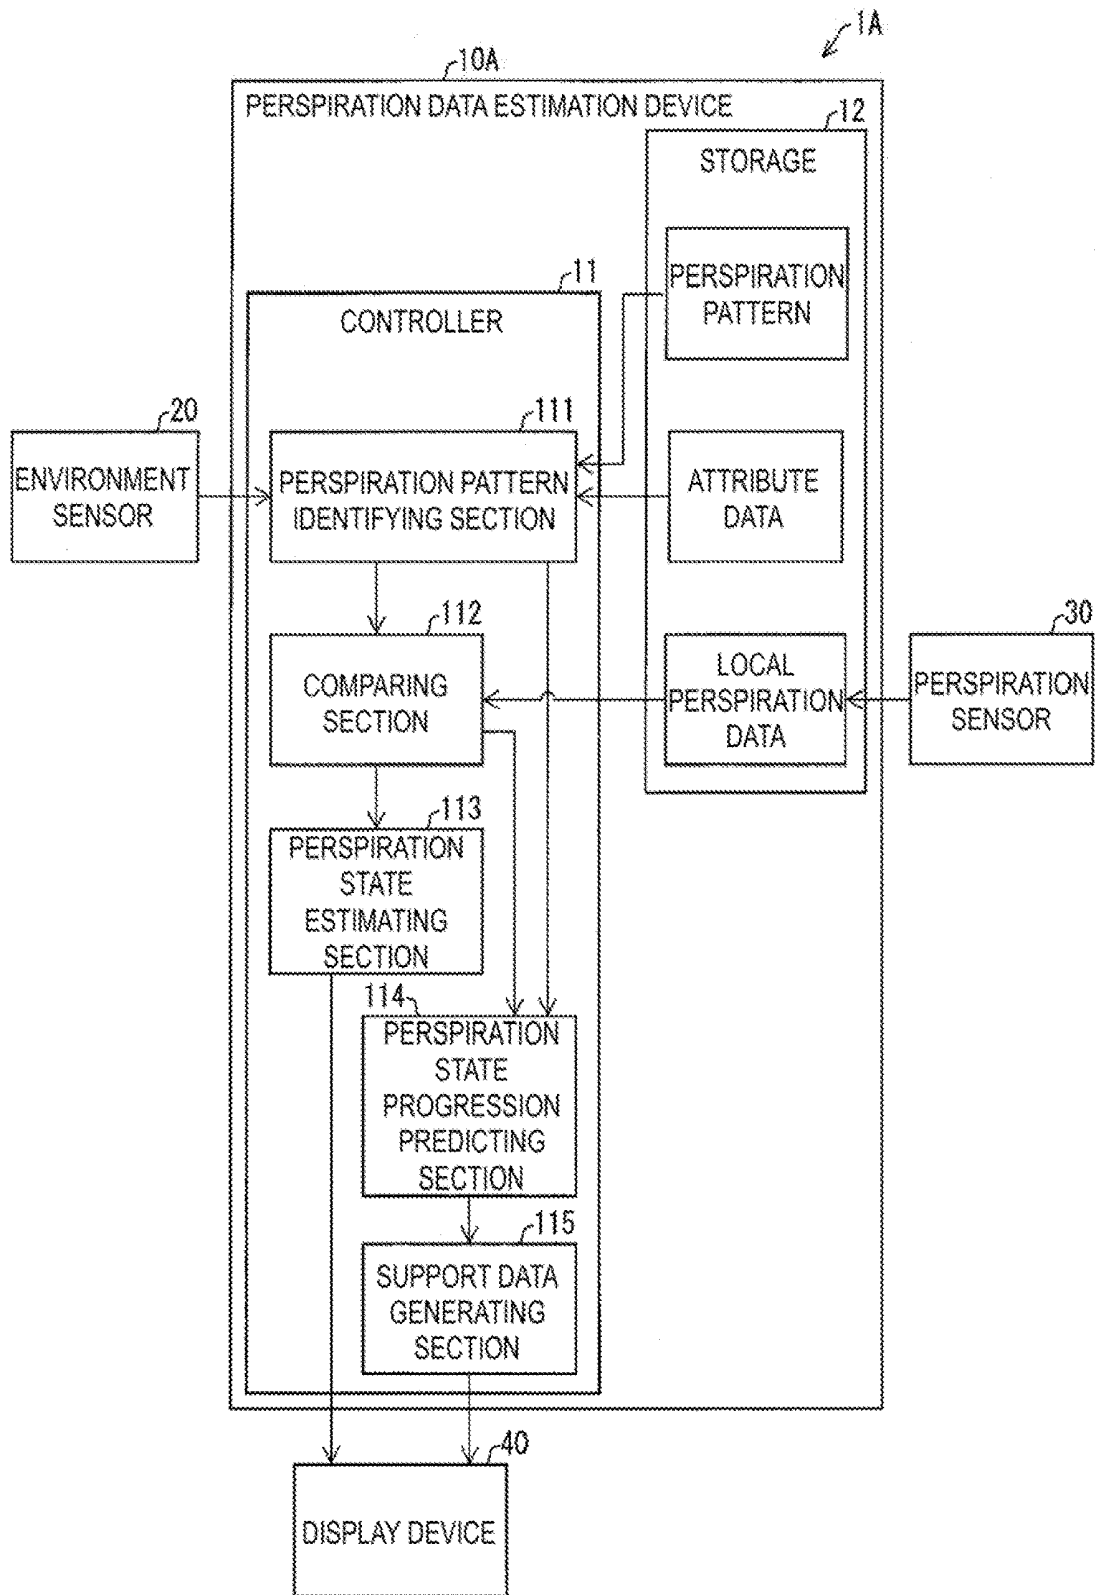 1A
10A
PERSPIRATION DATA ESTIMATION DEVICE
12
STORAGE
PERSPIRATION
PATTERN
11
CONTROLLER
20
ENVIRONMENT
SENSOR
111
PERSPIRATION PATTERN
IDENTIFYING SECTION
ATTRIBUTE
DATA
112
COMPARING
SECTION
LOCAL
PERSPIRATION
DATA
30
PERSPIRATION
SENSOR
113
PERSPIRATION
STATE
ESTIMATING
SECTION
114
PERSPIRATION
STATE
PROGRESSION
PREDICTING
SECTION
115
SUPPORT DATA
GENERATING
SECTION
40
DISPLAY DEVICE